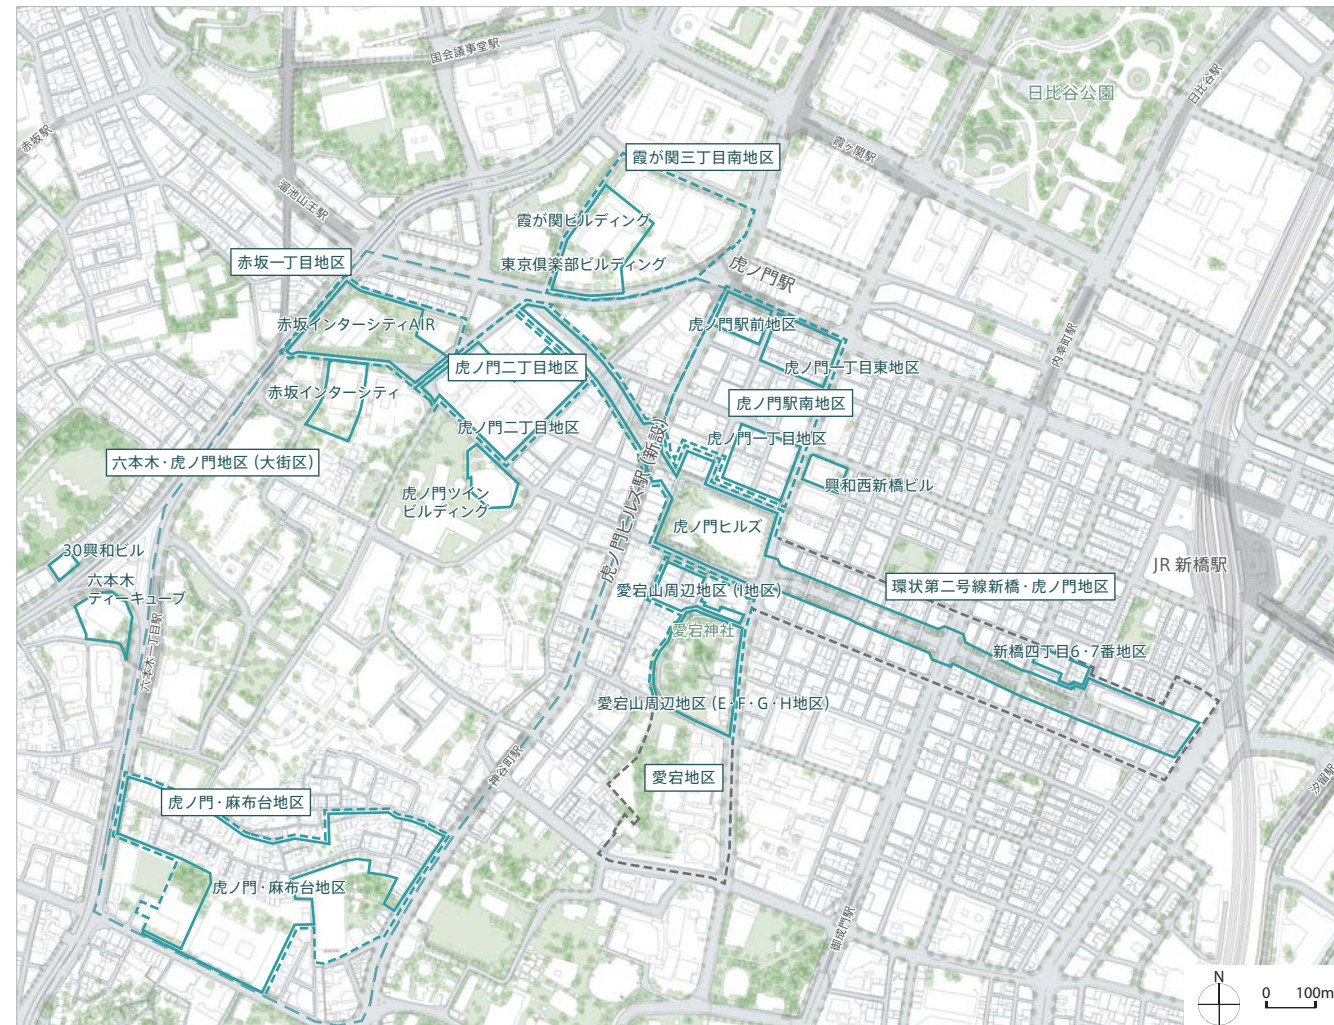 国会議事堂駅
日比谷公園
日比谷駅
赤坂駅
霞ヶ関駅
霞が関三丁目南地区
溜池山王駅
霞が関ビルディング
赤坂一丁目地区
東京倶楽部ビルディング
虎ノ門駅
赤坂インターシティAIR
虎ノ門駅前地区
内幸町駅
虎ノ門二丁目地区
虎ノ門一丁目東地区
赤坂インターシティ
虎ノ門駅南地区
虎ノ門二丁目地区
虎ノ門一丁目地区
六本木・虎ノ門地区 (大街区)
虎ノ門ヒルズ駅 (新設)
興和西新橋ビル
虎ノ門ツイン
ビルディング
虎ノ門ヒルズ
30興和ビル
JR 新橋駅
六本木
ティーキューブ
愛宕山周辺地区 (I地区)
環状第二号線新橋・虎ノ門地区
愛宕神社
六本木一丁目駅
新橋四丁目6・7番地区
愛宕山周辺地区 (E・F・G・H地区)
神谷町駅
愛宕地区
汐留駅
虎ノ門・麻布台地区
虎ノ門・麻布台地区
御成門駅
N
0 100m